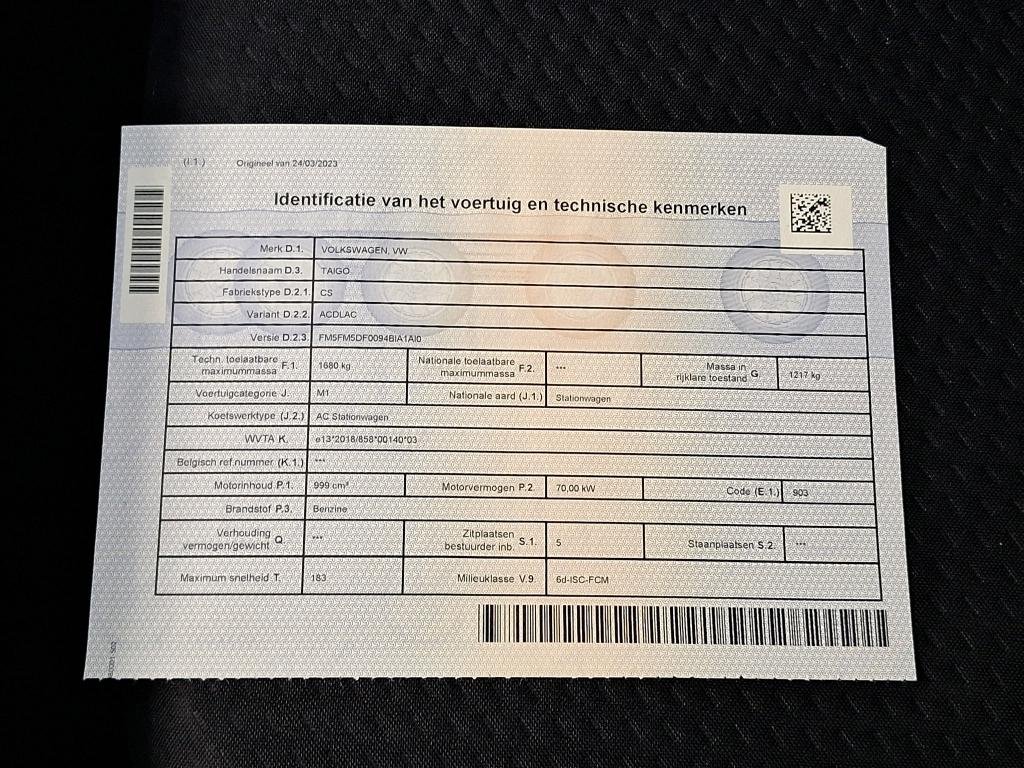 (I.1.) Origineel van 24/03/2023
Identificatie van het voertuig en technische kenmerken
Merk D.1. VOLKSWAGEN, VW
Handelsnaam D.3. TAIGO
Fabriekstype D.2.1. CS
Variant D.2.2. ACDLAC
Versie D.2.3. FM5FM5DF0094BIA1AI0
Techn. toelaatbare maximummassa F.1. 1680 kg Nationale toelaatbare maximummassa F.2. *** Massa in rijklare toestand G 1217 kg
Voertuigcategorie J. M1 Nationale aard (J.1.) Stationwagen
Koetswerktype (J.2.) AC Stationwagen
WVTA K. e13*2018/858*00140*03
Belgisch ref.nummer (K.1.) ***
Motorinhoud P.1. 999 cm³ Motorvermogen P.2. 70,00 kW Code (E.1.) 903
Brandstof P.3. Benzine
Verhouding vermogen/gewicht Q *** Zitplaatsen bestuurder inb. S.1. 5 Staanplaatsen S.2. ***
Maximum snelheid T. 183 Milieuklasse V.9. 6d-ISC-FCM